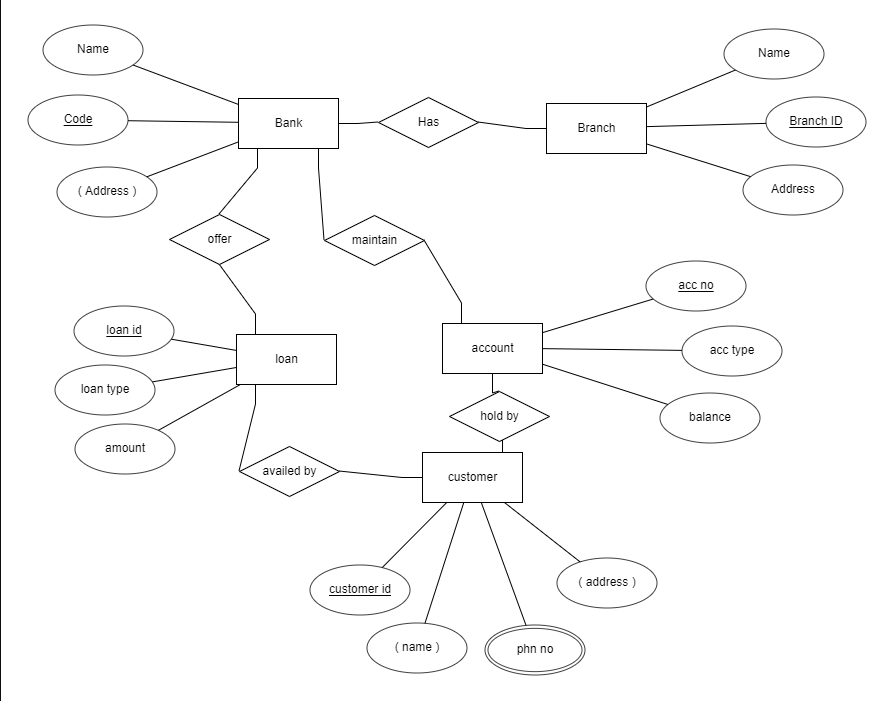 Name
Name
Code
Bank
Has
Branch
Branch ID
( Address )
Address
offer
maintain
acc no
loan id
loan
account
acc type
loan type
hold by
balance
amount
availed by
customer
customer id
( address )
( name )
phn no